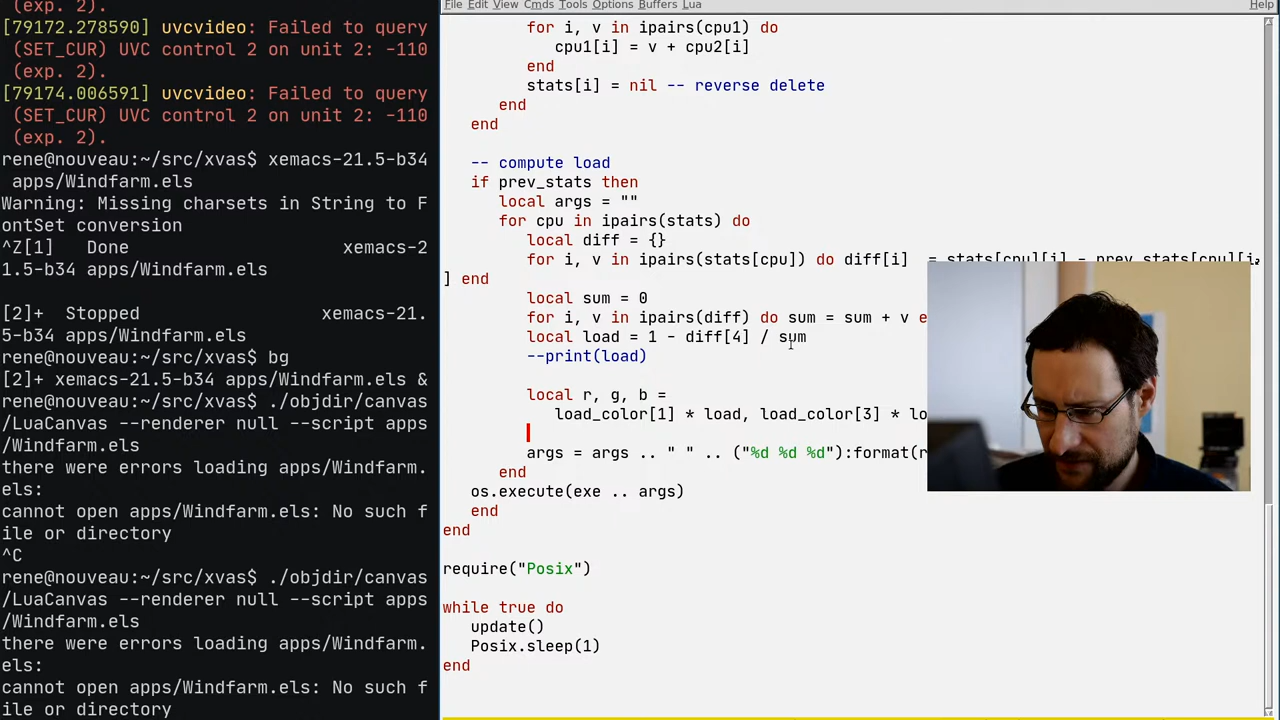 exp. 2).
[79172.278590] uvcvideo: Failed to query
(SET_CUR) UVC control 2 on unit 2: -110
(exp. 2).
[79174.006591] uvcvideo: Failed to query
(SET_CUR) UVC control 2 on unit 2: -110
(exp. 2).
rene@nouveau:~/src/xvas$ xemacs-21.5-b34
apps/Windfarm.els
Warning: Missing charsets in String to F
ontSet conversion
^Z[1]   Done                 xemacs-2
1.5-b34 apps/Windfarm.els
[2]+  Stopped                 xemacs-21.
5-b34 apps/Windfarm.els
rene@nouveau:~/src/xvas$ bg
[2]+ xemacs-21.5-b34 apps/Windfarm.els &
rene@nouveau:~/src/xvas$ ./objdir/canvas
/LuaCanvas --renderer null --script apps
/Windfarm.els
there were errors loading apps/Windfarm.
els:
cannot open apps/Windfarm.els: No such f
ile or directory
^C
rene@nouveau:~/src/xvas$ ./objdir/canvas
/LuaCanvas --renderer null --script apps
/Windfarm.els
there were errors loading apps/Windfarm.
els:
cannot open apps/Windfarm.els: No such f
ile or directory
File Edit View Cmds Tools Options Buffers Lua Help
for i, v in ipairs(cpu1) do
cpu1[i] = v + cpu2[i]
end
stats[i] = nil -- reverse delete
end
end
-- compute load
if prev_stats then
local args = ""
for cpu in ipairs(stats) do
local diff = {}
for i, v in ipairs(stats[cpu]) do diff[i]  = stats[cpu][i] - prev_stats[cpu][i
] end
local sum = 0
for i, v in ipairs(diff) do sum = sum + v
local load = 1 - diff[4] / sum
--print(load)
local r, g, b =
load_color[1] * load, load_color[3] * lo
args = args .. " " .. ("%d %d %d"):format(r
end
os.execute(exe .. args)
end
end
require("Posix")
while true do
update()
Posix.sleep(1)
end